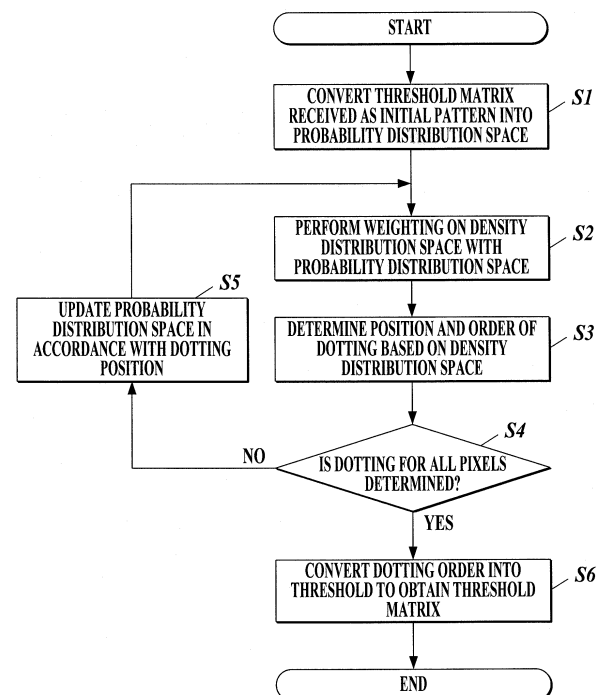 START
CONVERT THRESHOLD MATRIX
RECEIVED AS INITIAL PATTERN INTO
PROBABILITY DISTRIBUTION SPACE
S1
PERFORM WEIGHTING ON DENSITY
DISTRIBUTION SPACE WITH
PROBABILITY DISTRIBUTION SPACE
S2
S5
UPDATE PROBABILITY
DISTRIBUTION SPACE IN
ACCORDANCE WITH DOTTING
POSITION
DETERMINE POSITION AND ORDER OF
DOTTING BASED ON DENSITY
DISTRIBUTION SPACE
S3
S4
NO
IS DOTTING FOR ALL PIXELS
DETERMINED?
YES
CONVERT DOTTING ORDER INTO
THRESHOLD TO OBTAIN THRESHOLD
MATRIX
S6
END